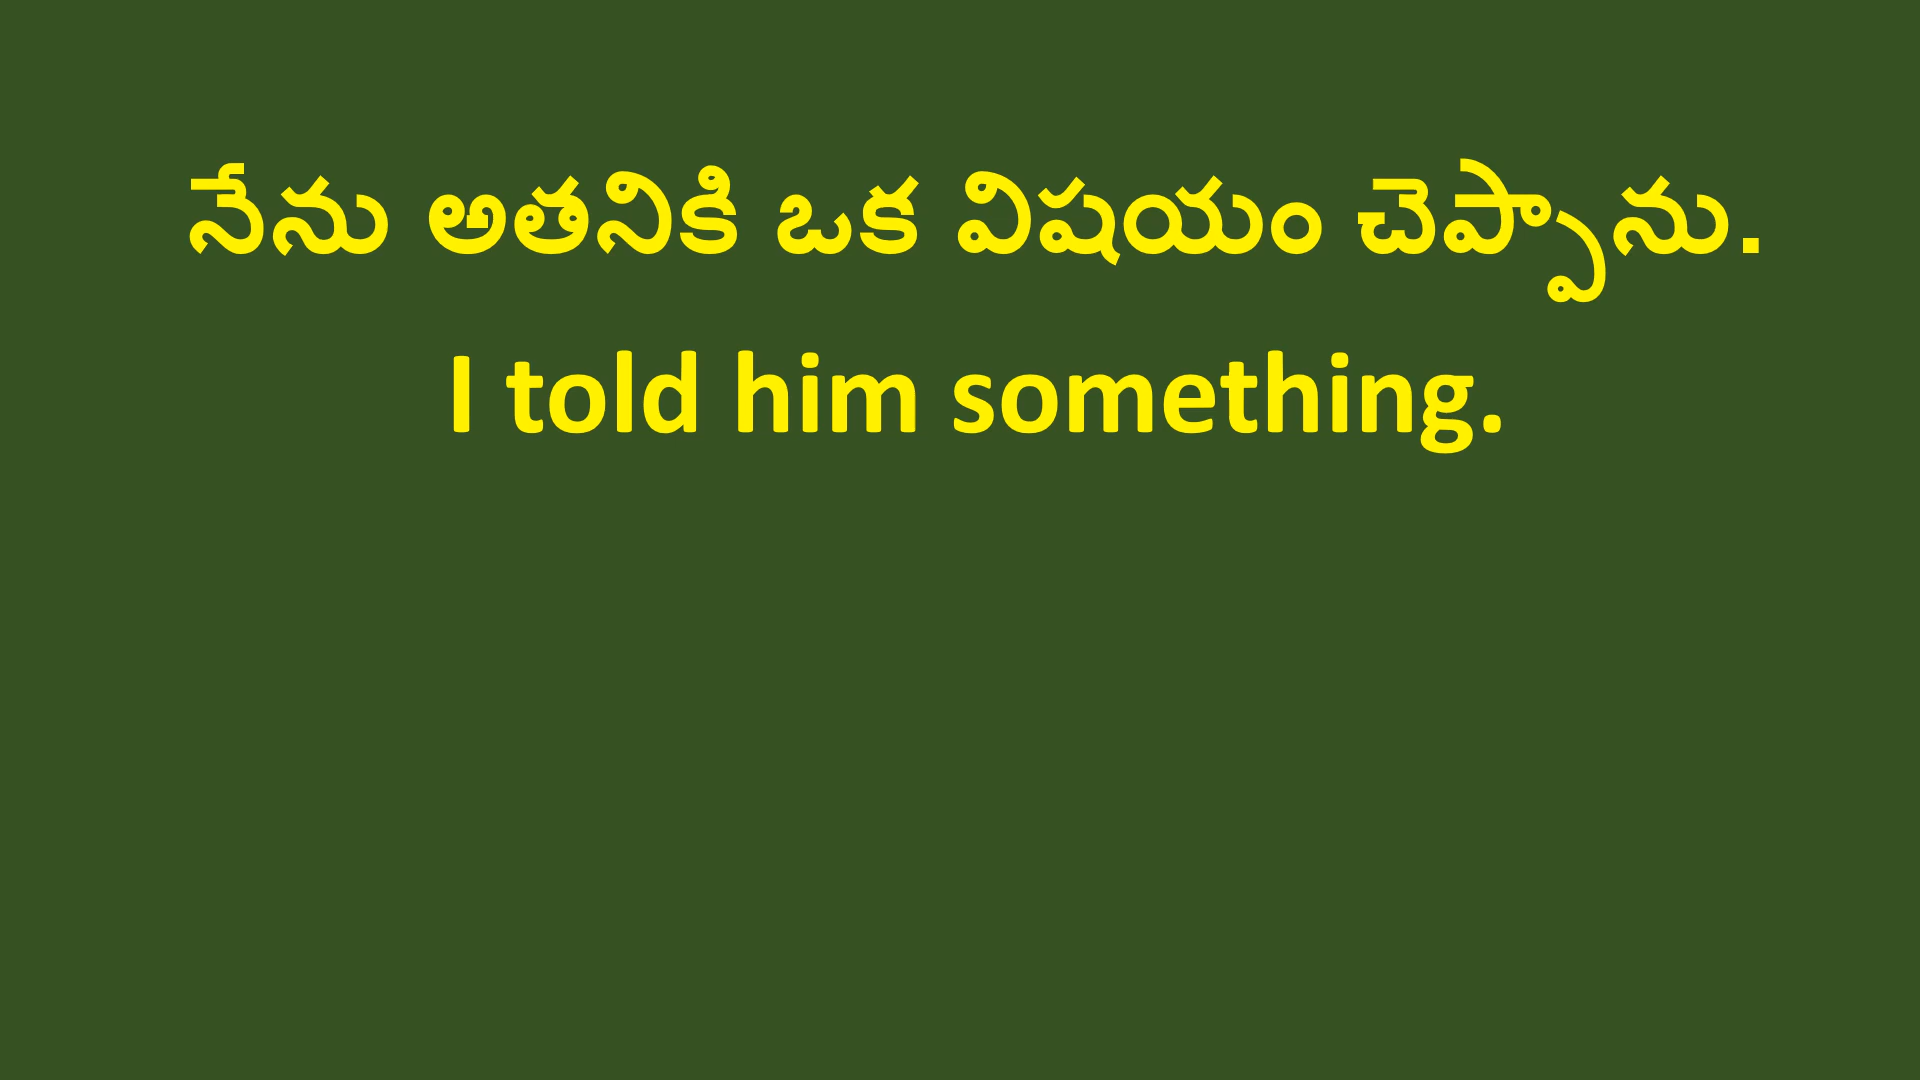 నేను అతనికి ఒక విషయం చెప్పాను.
I told him something.